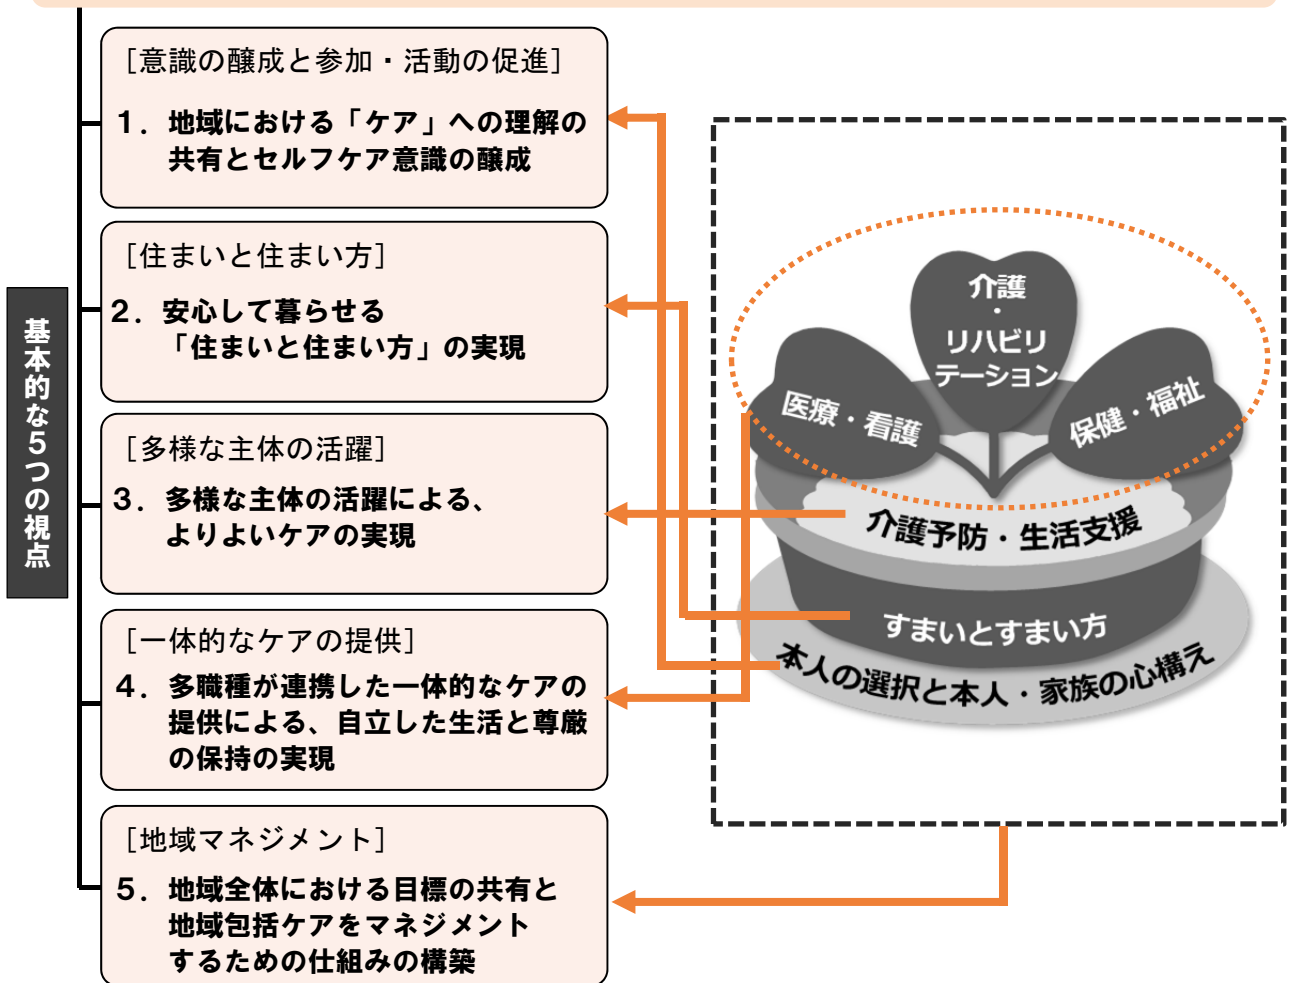 基本的な５つの視点
［意識の醸成と参加・活動の促進］
１．地域における「ケア」への理解の
共有とセルフケア意識の醸成
［住まいと住まい方］
２．安心して暮らせる
「住まいと住まい方」の実現
［多様な主体の活躍］
３．多様な主体の活躍による、
よりよいケアの実現
［一体的なケアの提供］
４．多職種が連携した一体的なケアの
提供による、自立した生活と尊厳
の保持の実現
［地域マネジメント］
５．地域全体における目標の共有と
地域包括ケアをマネジメント
するための仕組みの構築
介護
・
リハビリ
テーション
医療・看護
保健・福祉
介護予防・生活支援
すまいとすまい方
本人の選択と本人・家族の心構え